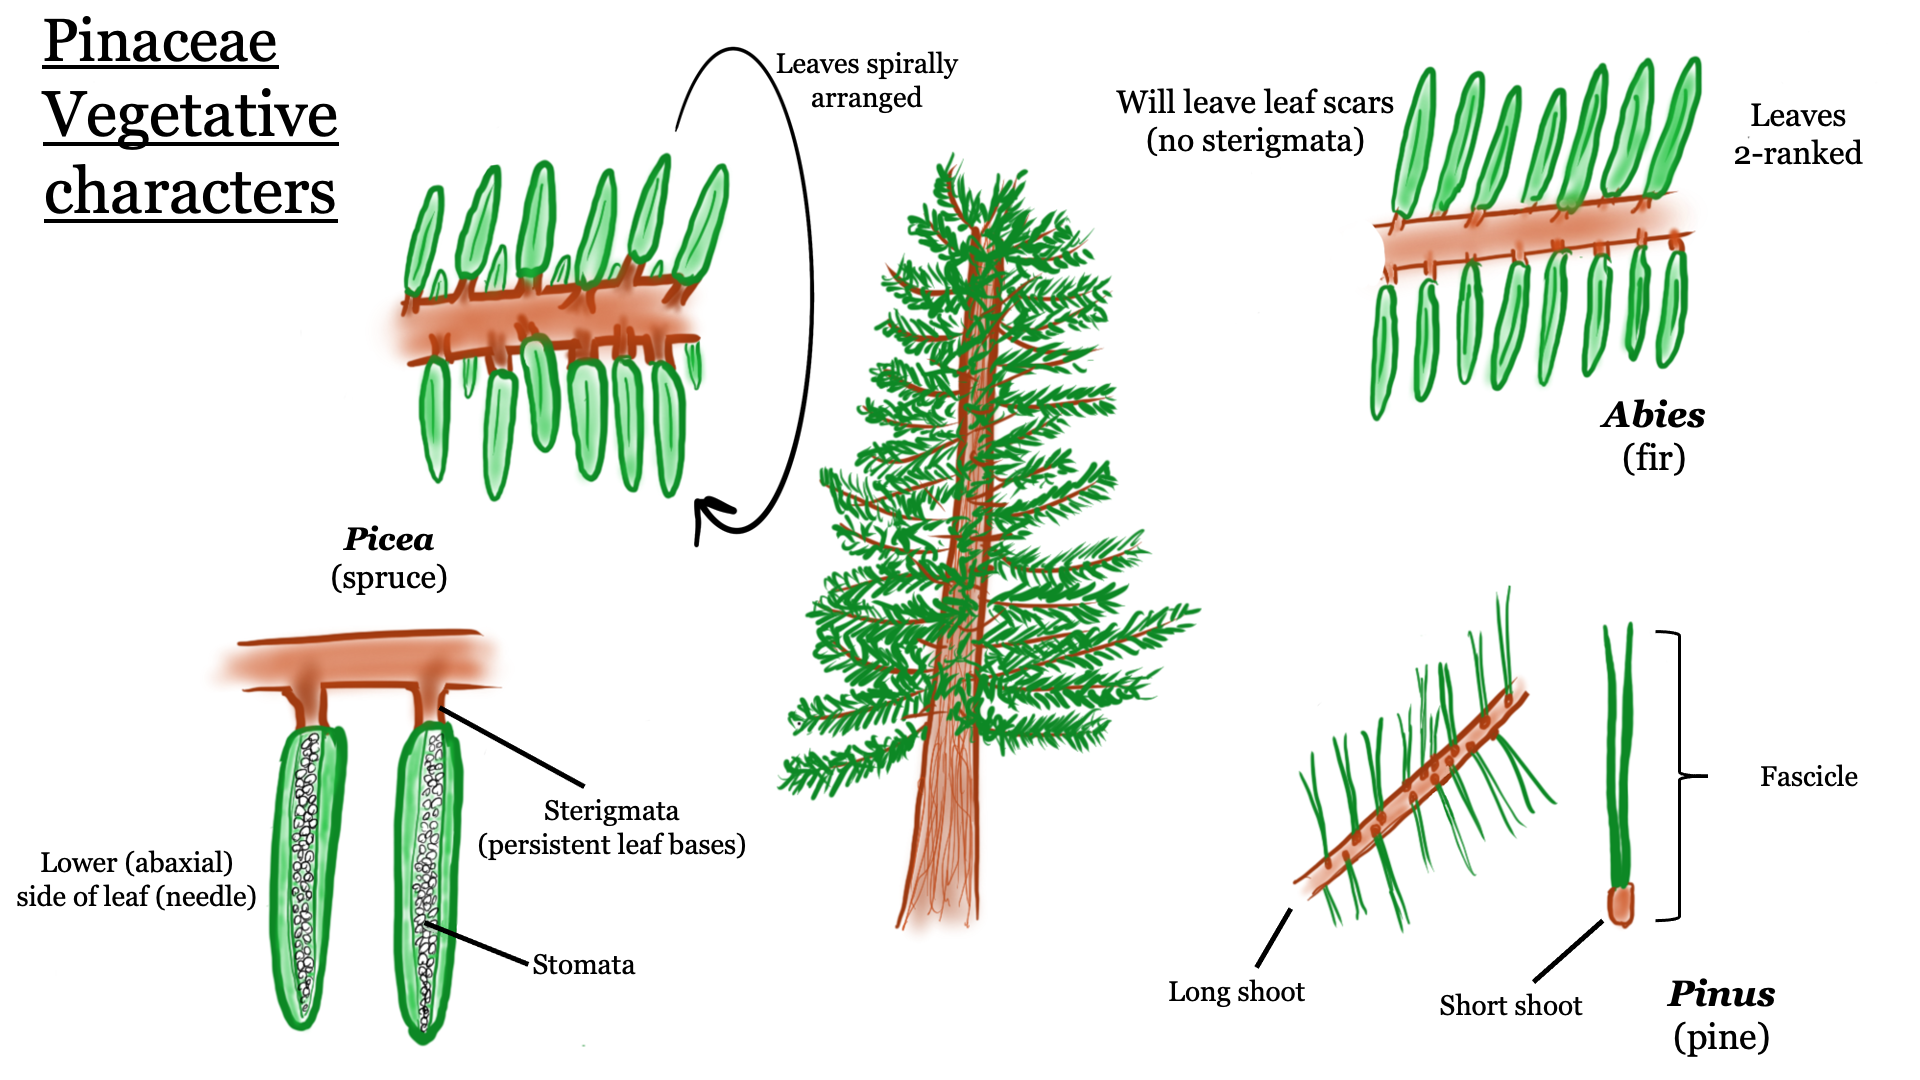 Pinaceae
Vegetative
characters
Leaves spirally
arranged
Will leave leaf scars
(no sterigmata)
Leaves
2-ranked
Abies
(fir)
Picea
(spruce)
Sterigmata
(persistent leaf bases)
Lower (abaxial)
side of leaf (needle)
Stomata
Fascicle
Long shoot
Short shoot
Pinus
(pine)